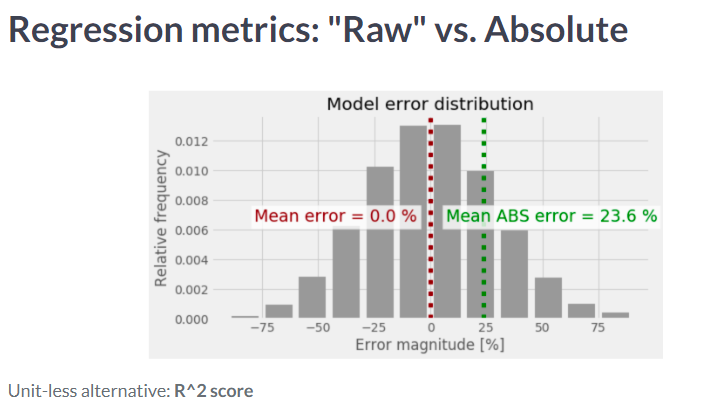 Regression metrics: "Raw" vs. Absolute
Model error distribution
Relative frequency
0.012
0.010
0.008
0.006
0.004
0.002
0.000
Mean error = 0.0 %
Mean ABS error = 23.6 %
−75
−50
−25
0
25
50
75
Error magnitude [%]
Unit-less alternative: R^2 score